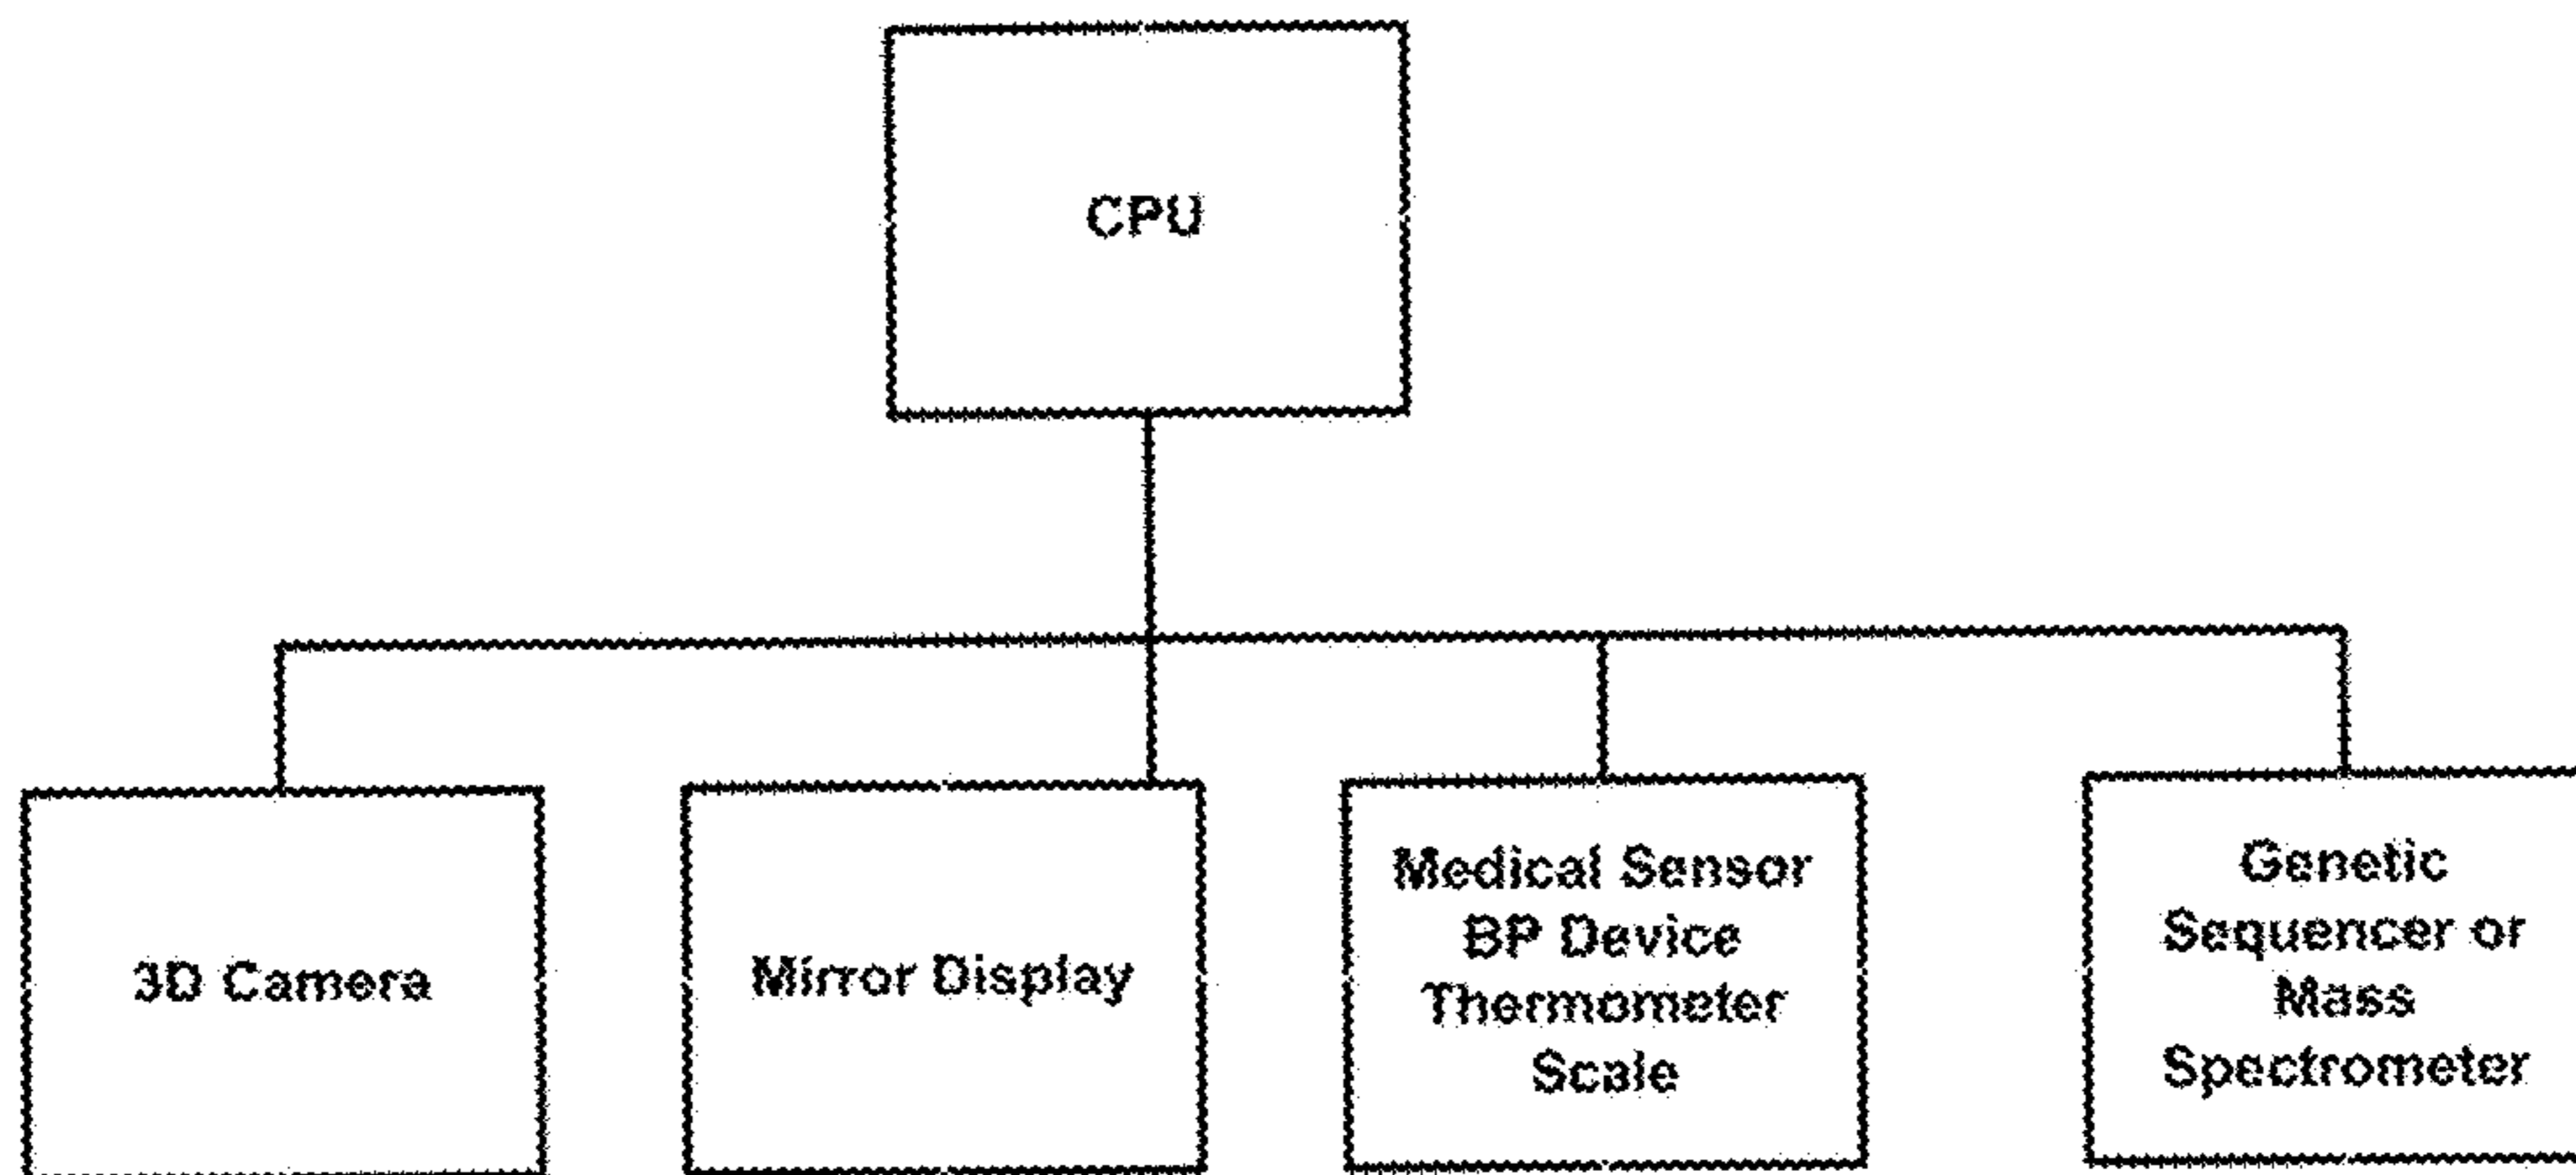 CPU
3D Camera
Mirror Display
Medical Sensor
BP Device
Thermometer
Scale
Genetic
Sequencer or
Mass
Spectrometer